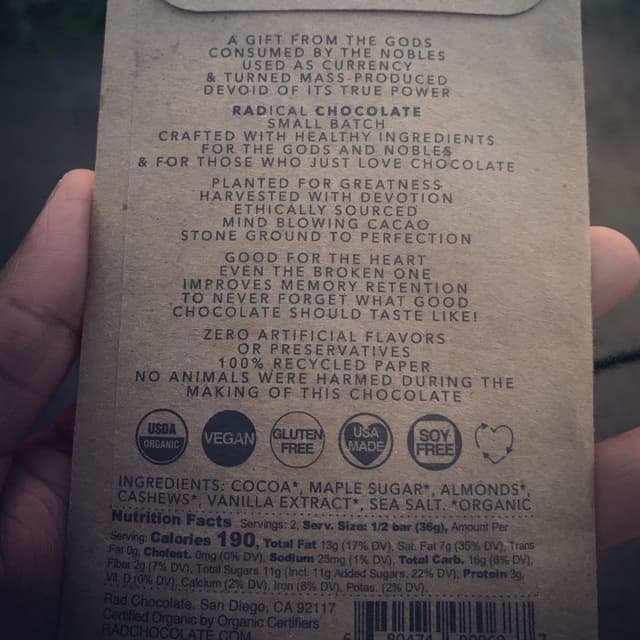 A GIFT FROM THE GODS
CONSUMED BY THE NOBLES
USED AS CURRENCY
& TURNED MASS-PRODUCED
DEVOID OF ITS TRUE POWER
RADICAL CHOCOLATE
SMALL BATCH
CRAFTED WITH HEALTHY INGREDIENTS
FOR THE GODS AND NOBLES
& FOR THOSE WHO JUST LOVE CHOCOLATE
PLANTED FOR GREATNESS
HARVESTED WITH DEVOTION
ETHICALLY SOURCED
MIND BLOWING CACAO
STONE GROUND TO PERFECTION
GOOD FOR THE HEART
EVEN THE BROKEN ONE
IMPROVES MEMORY RETENTION
TO NEVER FORGET WHAT GOOD
CHOCOLATE SHOULD TASTE LIKE!
ZERO ARTIFICIAL FLAVORS
OR PRESERVATIVES
100% RECYCLED PAPER
NO ANIMALS WERE HARMED DURING THE
MAKING OF THIS CHOCOLATE
USDA
ORGANIC
VEGAN
GLUTEN
FREE
USA
MADE
SOY
FREE
INGREDIENTS: COCOA*, MAPLE SUGAR*, ALMONDS*,
CASHEWS*, VANILLA EXTRACT*, SEA SALT. *ORGANIC
Nutrition Facts Servings: 2, Serv. Size: 1/2 bar (36g), Amount Per
Serving: Calories 190, Total Fat 13g (17% DV), Sat. Fat 7g (35% DV), Trans
Fat 0g, Cholest. 0mg (0% DV), Sodium 25mg (1% DV), Total Carb. 16g (6% DV),
Fiber 2g (7% DV), Total Sugars 11g (Incl. 11g Added Sugars, 22% DV), Protein 3g,
Vit. D (0% DV), Calcium (2% DV), Iron (8% DV), Potas. (2% DV).
Rad Chocolate. San Diego, CA 92117
Certified Organic by Organic Certifiers
RADCHOCOLATE.COM